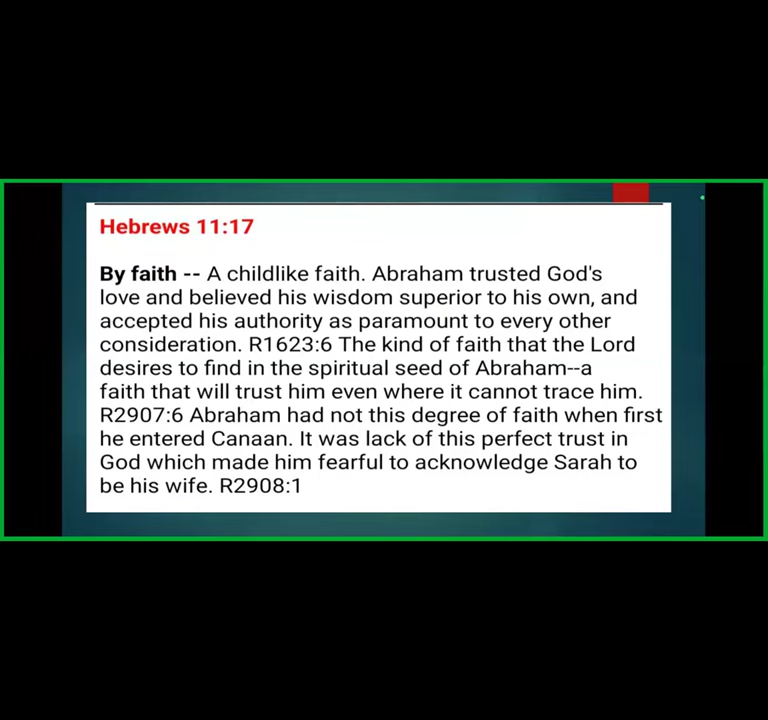 Hebrews 11:17
By faith -- A childlike faith. Abraham trusted God's
love and believed his wisdom superior to his own, and
accepted his authority as paramount to every other
consideration. R1623:6 The kind of faith that the Lord
desires to find in the spiritual seed of Abraham--a
faith that will trust him even where it cannot trace him.
R2907:6 Abraham had not this degree of faith when first
he entered Canaan. It was lack of this perfect trust in
God which made him fearful to acknowledge Sarah to
be his wife. R2908:1